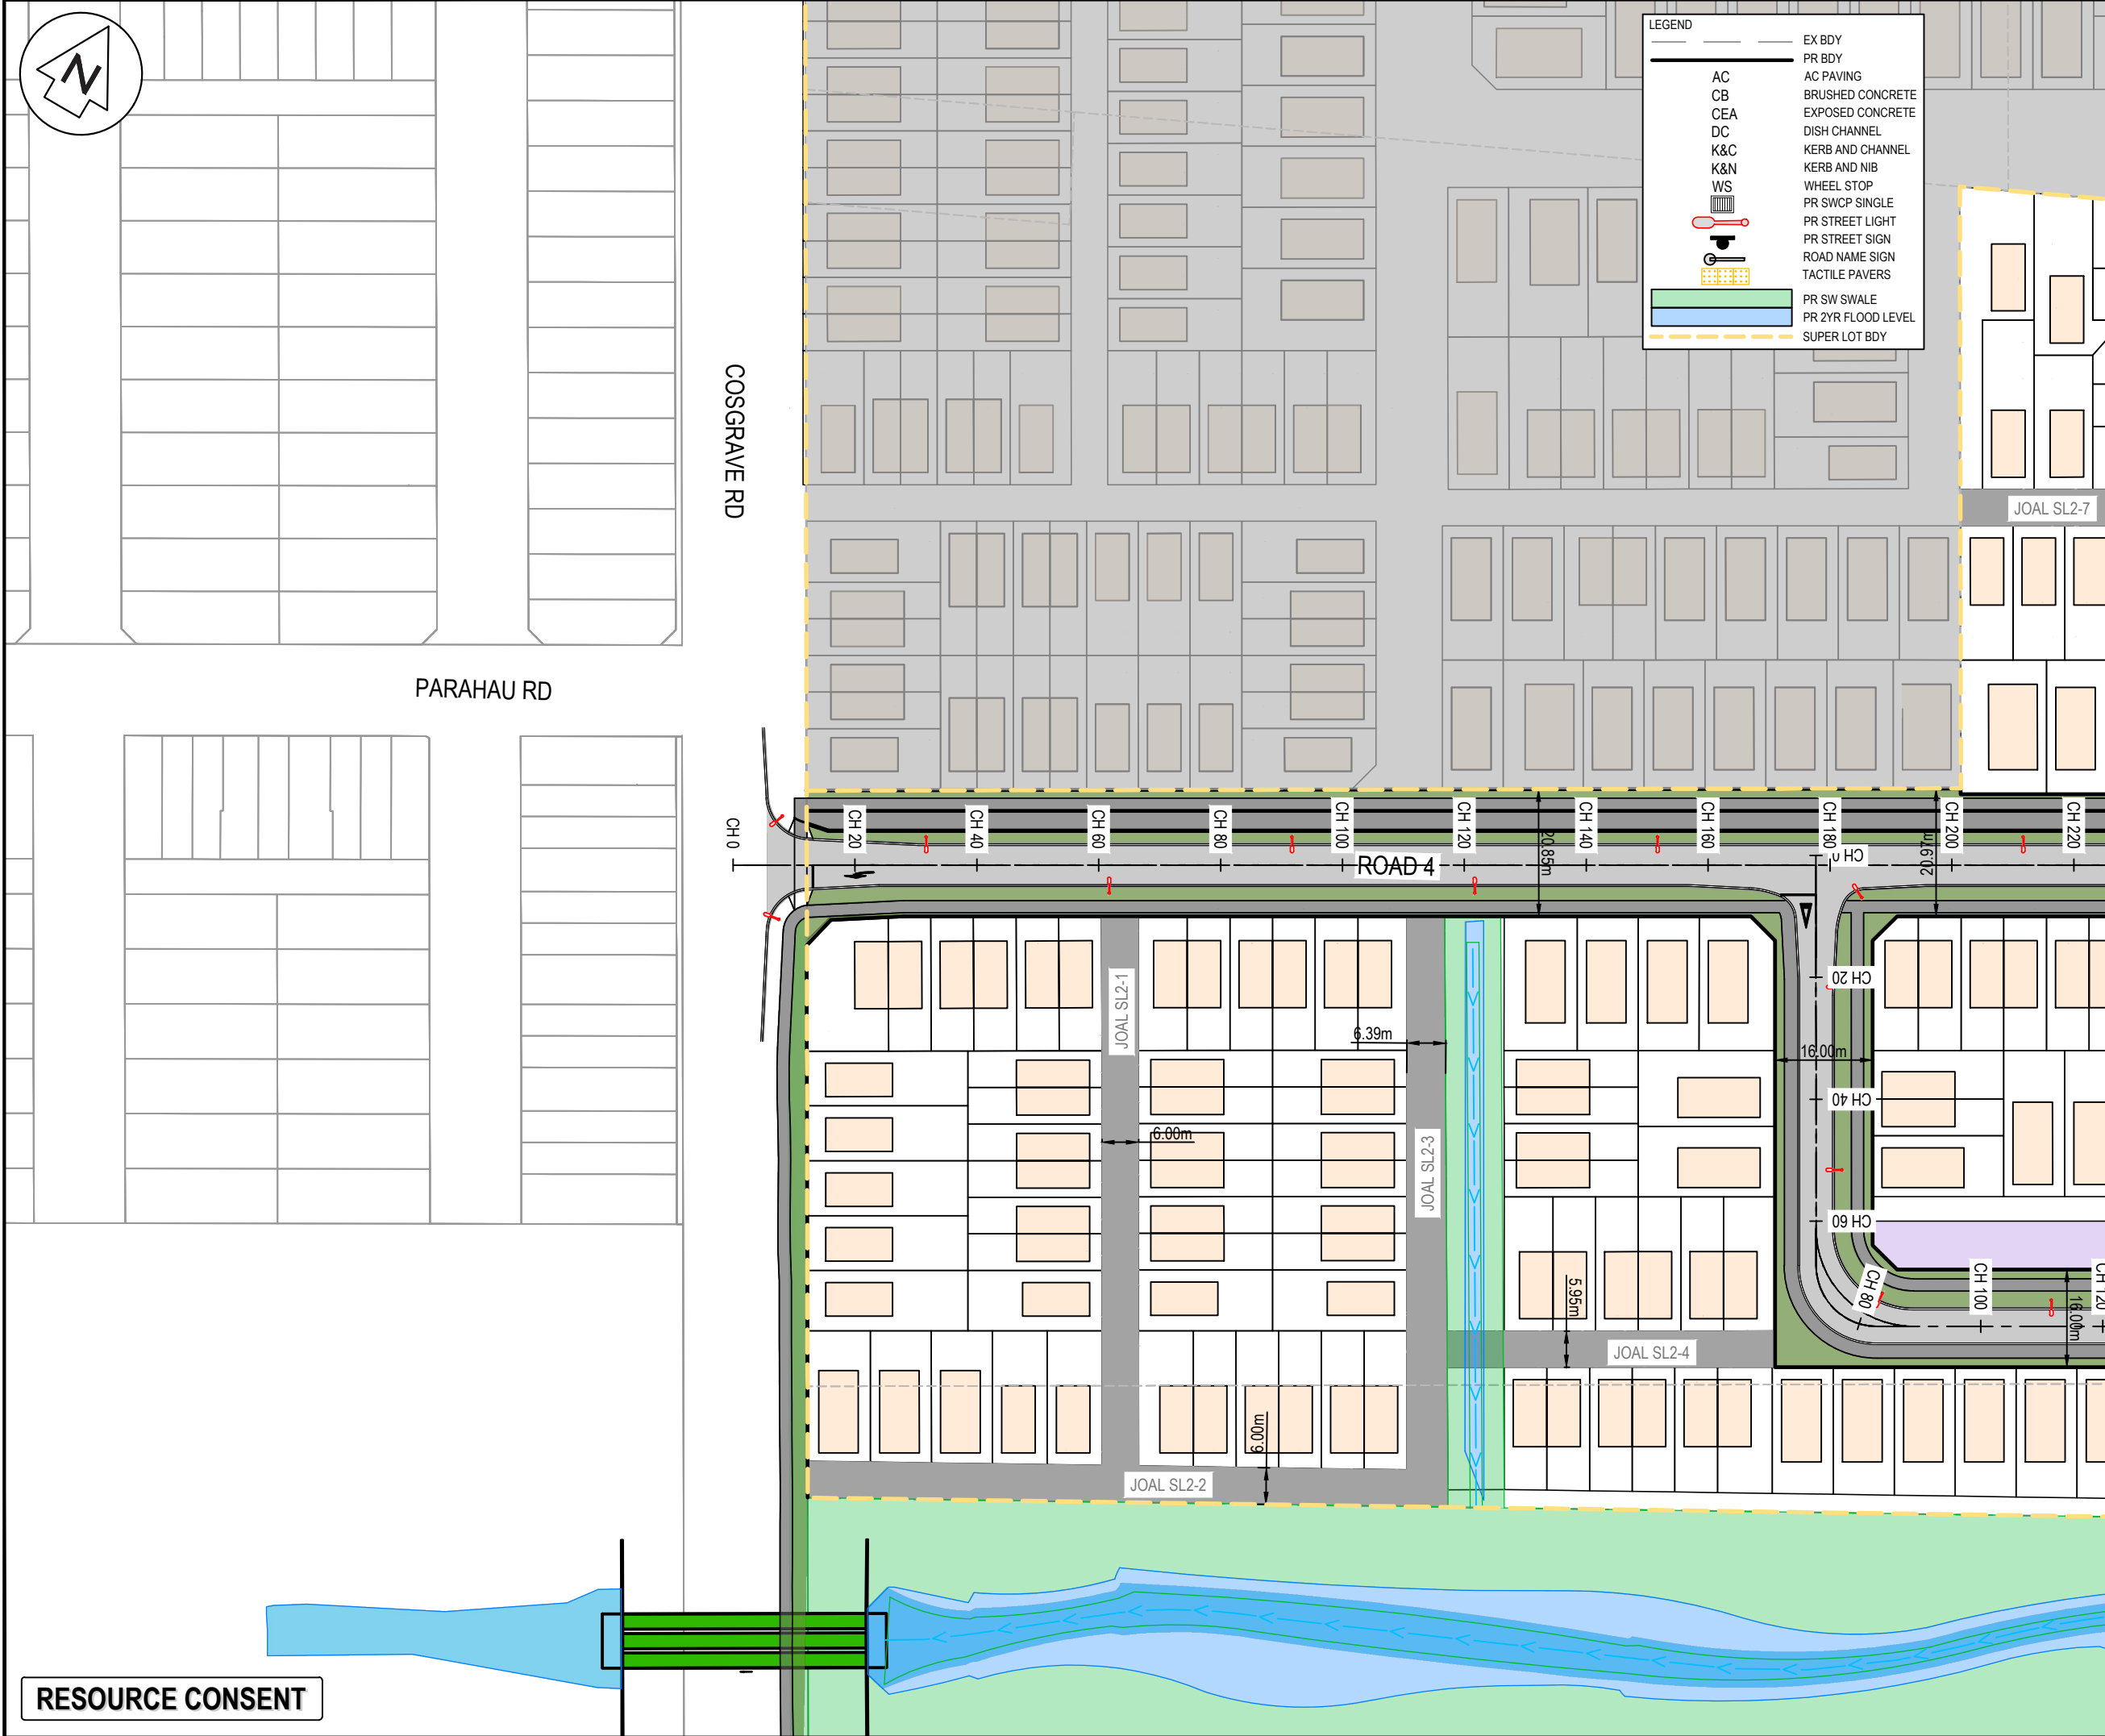 N
LEGEND
EX BDY
PR BDY
AC AC PAVING
CB BRUSHED CONCRETE
CEA EXPOSED CONCRETE
DC DISH CHANNEL
K&C KERB AND CHANNEL
K&N KERB AND NIB
WS WHEEL STOP
PR SWCP SINGLE
PR STREET LIGHT
PR STREET SIGN
ROAD NAME SIGN
TACTILE PAVERS
PR SW SWALE
PR 2YR FLOOD LEVEL
SUPER LOT BDY
COSGRAVE RD
JOAL SL2-7
PARAHAU RD
CH 0
CH 20
CH 40
CH 60
CH 80
CH 100
CH 120
CH 140
CH 160
CH 180
CH 200
CH 220
ROAD 4
20.85m
20.97m
CH 0
CH 20
JOAL SL2-1
6.39m
16.00m
CH 40
6.00m
JOAL SL2-3
CH 60
5.95m
CH 80
CH 100
CH 120
16.00m
JOAL SL2-4
6.00m
JOAL SL2-2
RESOURCE CONSENT